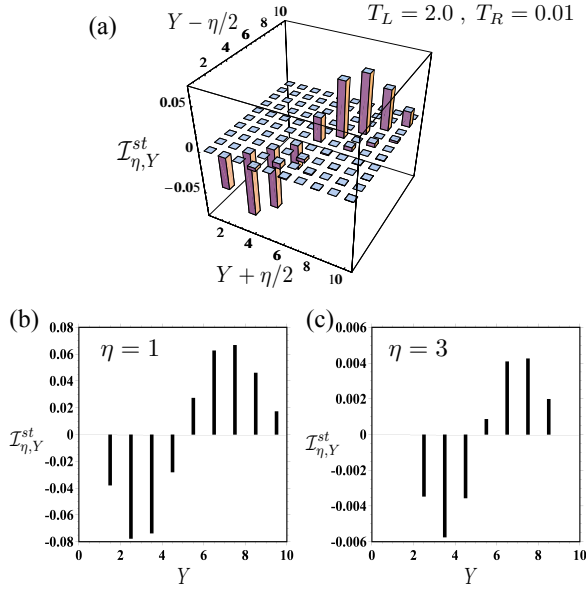 (a)
T_L = 2.0 , T_R = 0.01
Y − η/2
2 4 6 8 10
0.05
0
-0.05
𝓘^{st}_{η,Y}
2 4 6 8 10
Y + η/2
(b)
η = 1
0.08
0.06
0.04
0.02
0
-0.02
-0.04
-0.06
-0.08
𝓘^{st}_{η,Y}
0 2 4 6 8 10
Y
(c)
η = 3
0.006
0.004
0.002
0
-0.002
-0.004
-0.006
𝓘^{st}_{η,Y}
0 2 4 6 8 10
Y